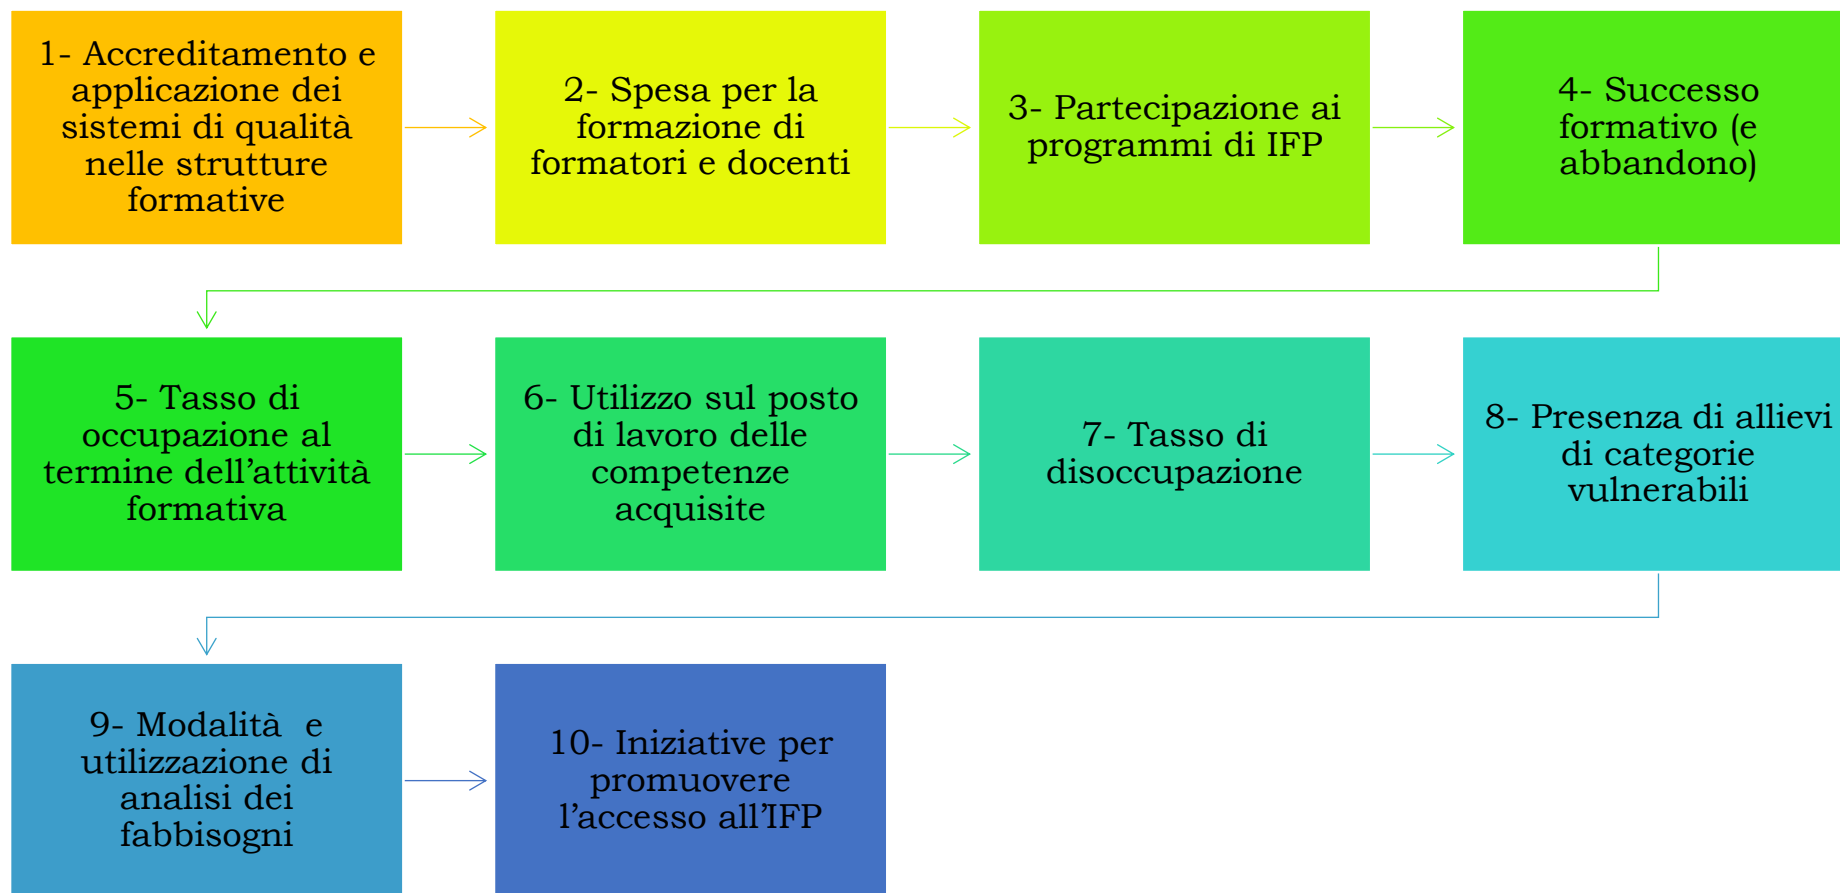 1- Accreditamento e
applicazione dei
sistemi di qualità
nelle strutture
formative
2- Spesa per la
formazione di
formatori e docenti
3- Partecipazione ai
programmi di IFP
4- Successo
formativo (e
abbandono)
5- Tasso di
occupazione al
termine dell’attività
formativa
6- Utilizzo sul posto
di lavoro delle
competenze
acquisite
7- Tasso di
disoccupazione
8- Presenza di allievi
di categorie
vulnerabili
9- Modalità  e
utilizzazione di
analisi dei
fabbisogni
10- Iniziative per
promuovere
l’accesso all’IFP